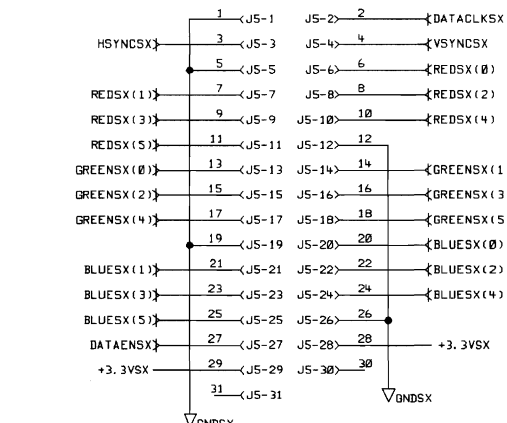 1 J5-1 J5-2 2 DATACLKSX
HSYNCSX 3 J5-3 J5-4 4 VSYNCSX
5 J5-5 J5-6 6 REDSX(0)
REDSX(1) 7 J5-7 J5-8 8 REDSX(2)
REDSX(3) 9 J5-9 J5-10 10 REDSX(4)
REDSX(5) 11 J5-11 J5-12 12
GREENSX(0) 13 J5-13 J5-14 14 GREENSX(1
GREENSX(2) 15 J5-15 J5-16 16 GREENSX(3
GREENSX(4) 17 J5-17 J5-18 18 GREENSX(5
19 J5-19 J5-20 20 BLUESX(0)
BLUESX(1) 21 J5-21 J5-22 22 BLUESX(2)
BLUESX(3) 23 J5-23 J5-24 24 BLUESX(4)
BLUESX(5) 25 J5-25 J5-26 26
DATAENSX 27 J5-27 J5-28 28 +3.3VSX
+3.3VSX 29 J5-29 J5-30 30
31 J5-31
GNDSX
GNDSX